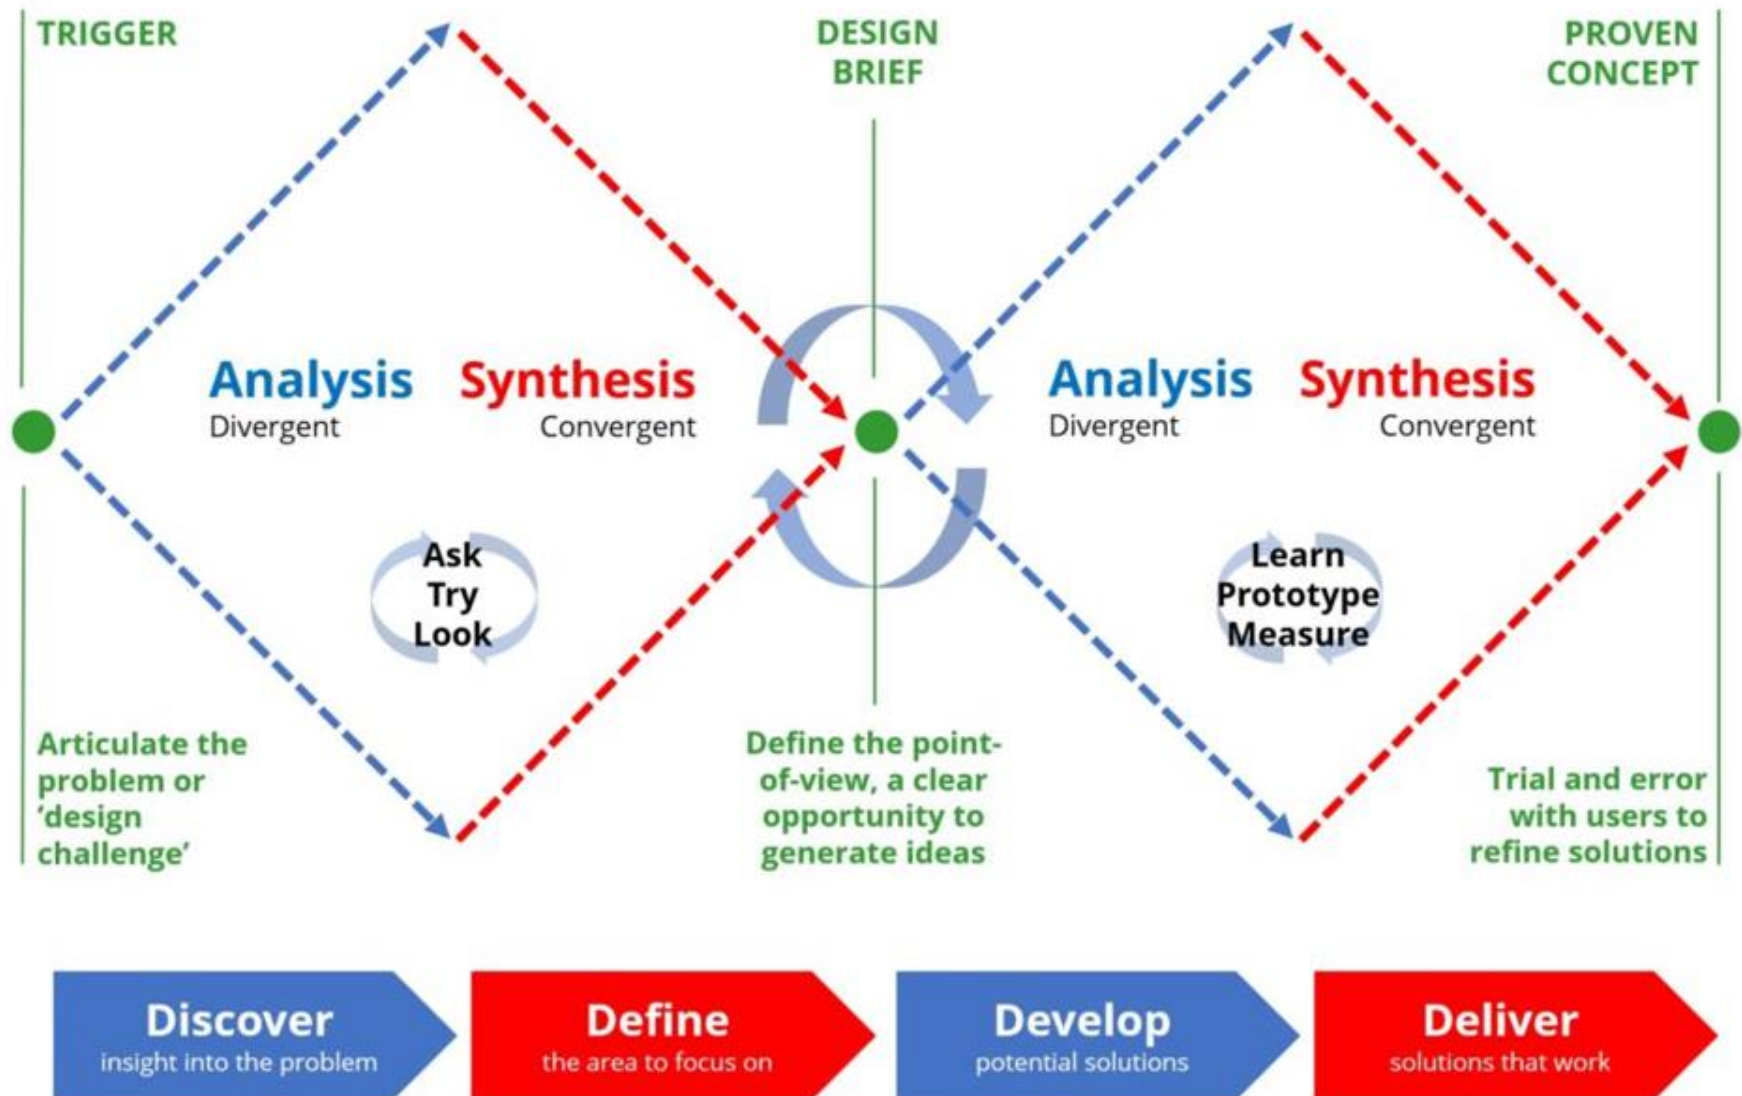 TRIGGER
DESIGN
BRIEF
PROVEN
CONCEPT
Analysis
Divergent
Synthesis
Convergent
Analysis
Divergent
Synthesis
Convergent
Ask
Try
Look
Learn
Prototype
Measure
Articulate the
problem or
‘design
challenge’
Define the point-
of-view, a clear
opportunity to
generate ideas
Trial and error
with users to
refine solutions
Discover
insight into the problem
Define
the area to focus on
Develop
potential solutions
Deliver
solutions that work